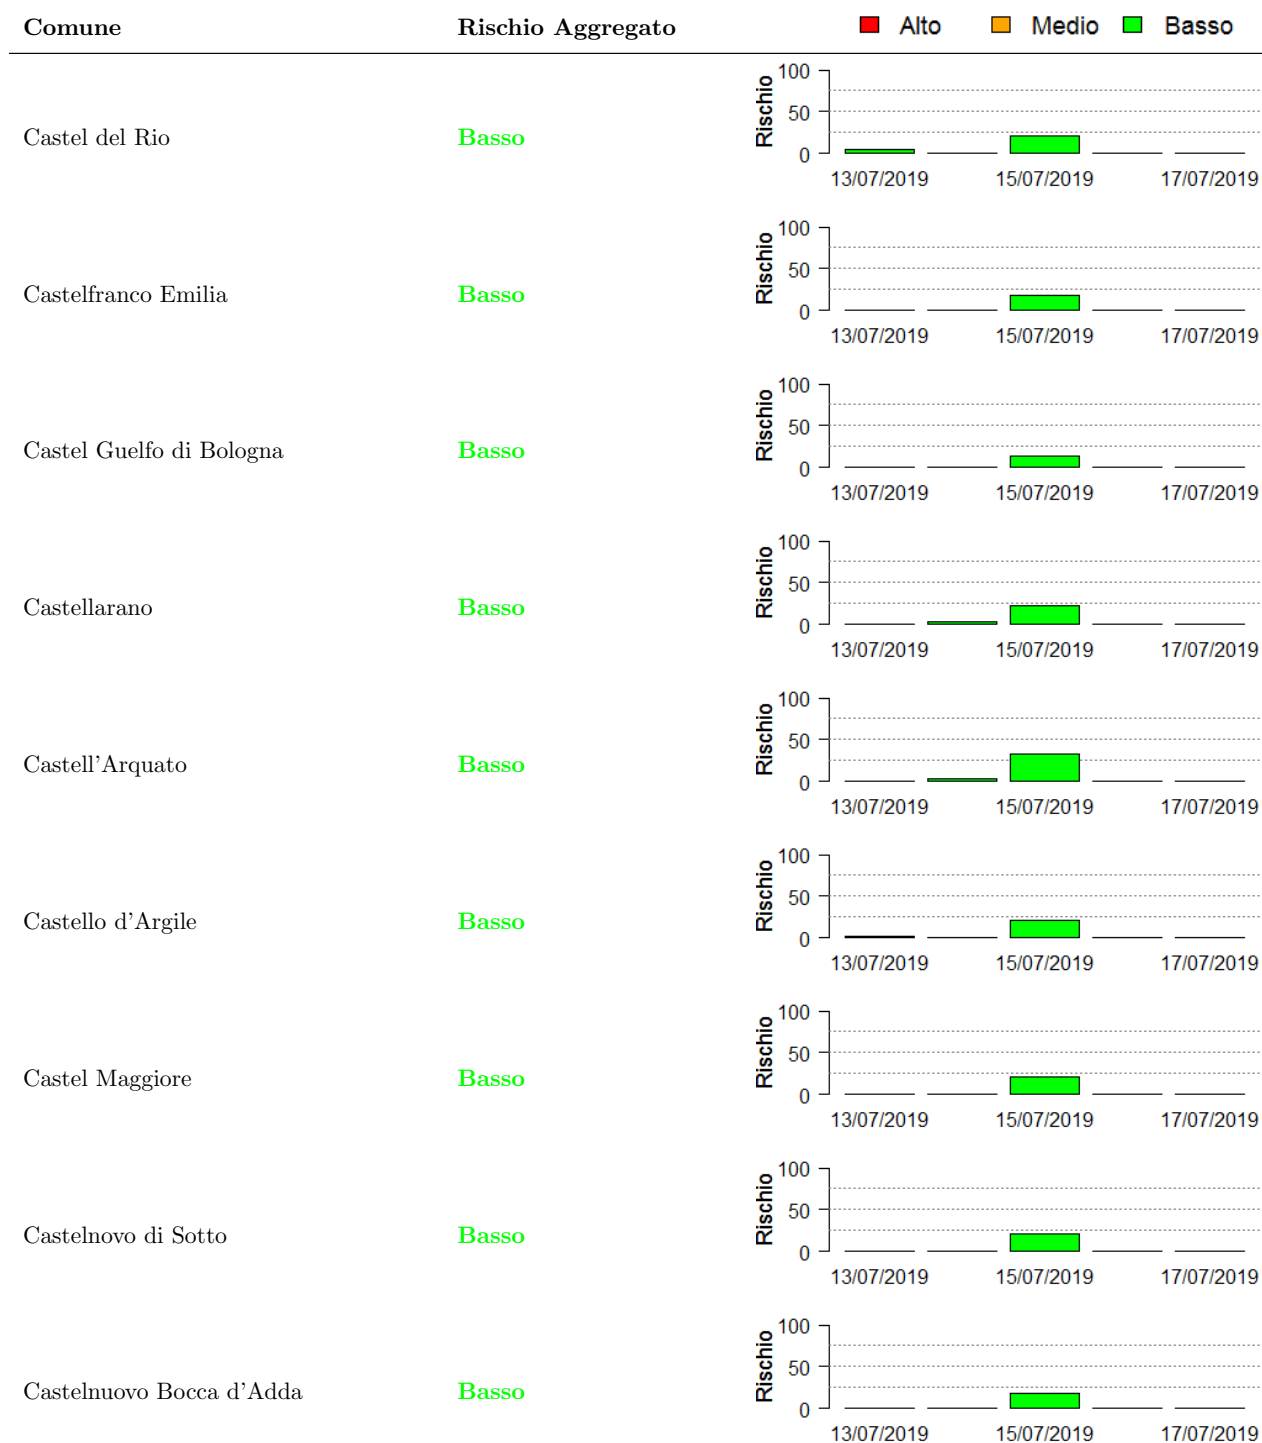 Comune Rischio Aggregato Alto Medio Basso
Castel del Rio Basso Rischio 100 50 0
13/07/2019 15/07/2019 17/07/2019
Castelfranco Emilia Basso Rischio 100 50 0
13/07/2019 15/07/2019 17/07/2019
Castel Guelfo di Bologna Basso Rischio 100 50 0
13/07/2019 15/07/2019 17/07/2019
Castellarano Basso Rischio 100 50 0
13/07/2019 15/07/2019 17/07/2019
Castell'Arquato Basso Rischio 100 50 0
13/07/2019 15/07/2019 17/07/2019
Castello d'Argile Basso Rischio 100 50 0
13/07/2019 15/07/2019 17/07/2019
Castel Maggiore Basso Rischio 100 50 0
13/07/2019 15/07/2019 17/07/2019
Castelnovo di Sotto Basso Rischio 100 50 0
13/07/2019 15/07/2019 17/07/2019
Castelnuovo Bocca d'Adda Basso Rischio 100 50 0
13/07/2019 15/07/2019 17/07/2019